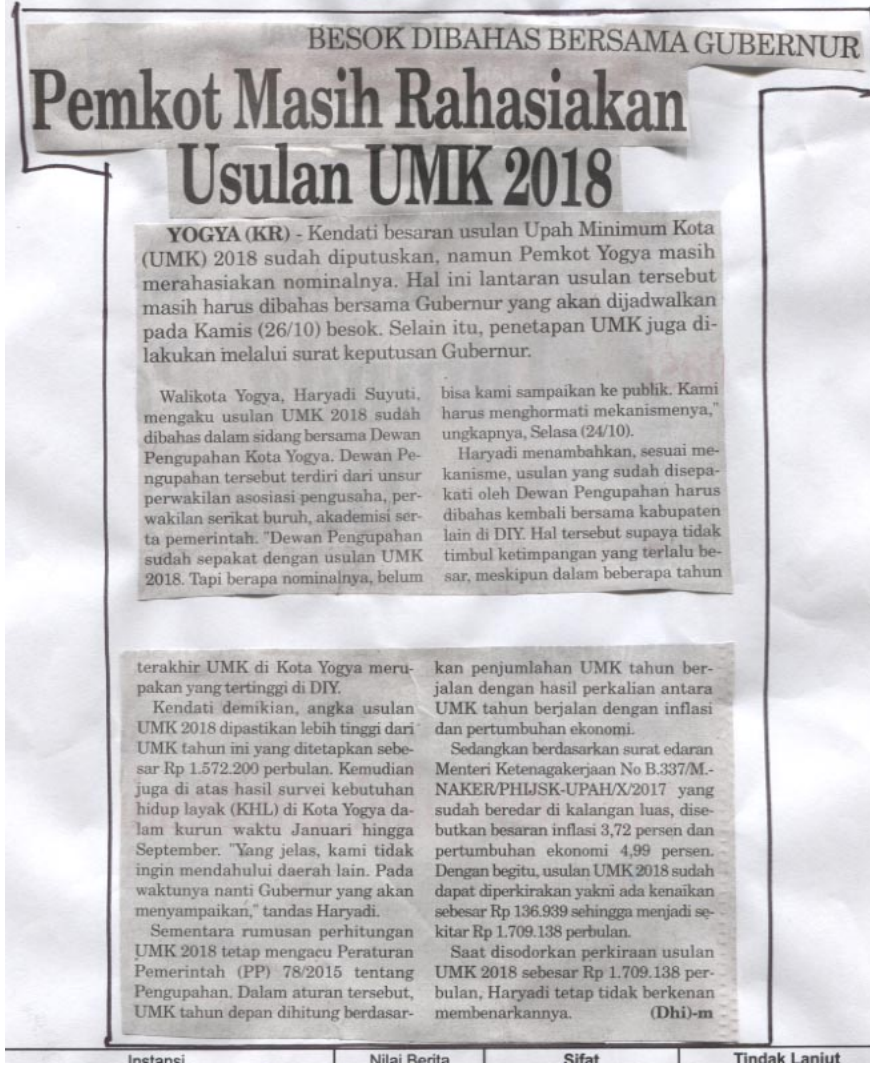 BESOK DIBAHAS BERSAMA GUBERNUR
Pemkot Masih Rahasiakan
Usulan UMK 2018
YOGYA (KR) - Kendati besaran usulan Upah Minimum Kota
(UMK) 2018 sudah diputuskan, namun Pemkot Yogya masih
merahasiakan nominalnya. Hal ini lantaran usulan tersebut
masih harus dibahas bersama Gubernur yang akan dijadwalkan
pada Kamis (26/10) besok. Selain itu, penetapan UMK juga di-
lakukan melalui surat keputusan Gubernur.
Walikota Yogya, Haryadi Suyuti,
mengaku usulan UMK 2018 sudah
dibahas dalam sidang bersama Dewan
Pengupahan Kota Yogya. Dewan Pe-
ngupahan tersebut terdiri dari unsur
perwakilan asosiasi pengusaha, per-
wakilan serikat buruh, akademisi ser-
ta pemerintah. "Dewan Pengupahan
sudah sepakat dengan usulan UMK
2018. Tapi berapa nominalnya, belum
bisa kami sampaikan ke publik. Kami
harus menghormati mekanismenya,"
ungkapnya, Selasa (24/10).
Haryadi menambahkan, sesuai me-
kanisme, usulan yang sudah disepa-
kati oleh Dewan Pengupahan harus
dibahas kembali bersama kabupaten
lain di DIY. Hal tersebut supaya tidak
timbul ketimpangan yang terlalu be-
sar, meskipun dalam beberapa tahun
terakhir UMK di Kota Yogya meru-
pakan yang tertinggi di DIY.
Kendati demikian, angka usulan
UMK 2018 dipastikan lebih tinggi dari
UMK tahun ini yang ditetapkan sebe-
sar Rp 1.572.200 perbulan. Kemudian
juga di atas hasil survei kebutuhan
hidup layak (KHL) di Kota Yogya da-
lam kurun waktu Januari hingga
September. "Yang jelas, kami tidak
ingin mendahului daerah lain. Pada
waktunya nanti Gubernur yang akan
menyampaikan," tandas Haryadi.
Sementara rumusan perhitungan
UMK 2018 tetap mengacu Peraturan
Pemerintah (PP) 78/2015 tentang
Pengupahan. Dalam aturan tersebut,
UMK tahun depan dihitung berdasar-
kan penjumlahan UMK tahun ber-
jalan dengan hasil perkalian antara
UMK tahun berjalan dengan inflasi
dan pertumbuhan ekonomi.
Sedangkan berdasarkan surat edaran
Menteri Ketenagakerjaan No B.337/M.-
NAKER/PHIJSK-UPAH/X/2017 yang
sudah beredar di kalangan luas, dise-
butkan besaran inflasi 3,72 persen dan
pertumbuhan ekonomi 4,99 persen.
Dengan begitu, usulan UMK 2018 sudah
dapat diperkirakan yakni ada kenaikan
sebesar Rp 136.939 sehingga menjadi se-
kitar Rp 1.709.138 perbulan.
Saat disodorkan perkiraan usulan
UMK 2018 sebesar Rp 1.709.138 per-
bulan, Haryadi tetap tidak berkenan
membenarkannya. (Dhi)-m
Instansi Nilai Berita Sifat Tindak Lanjut